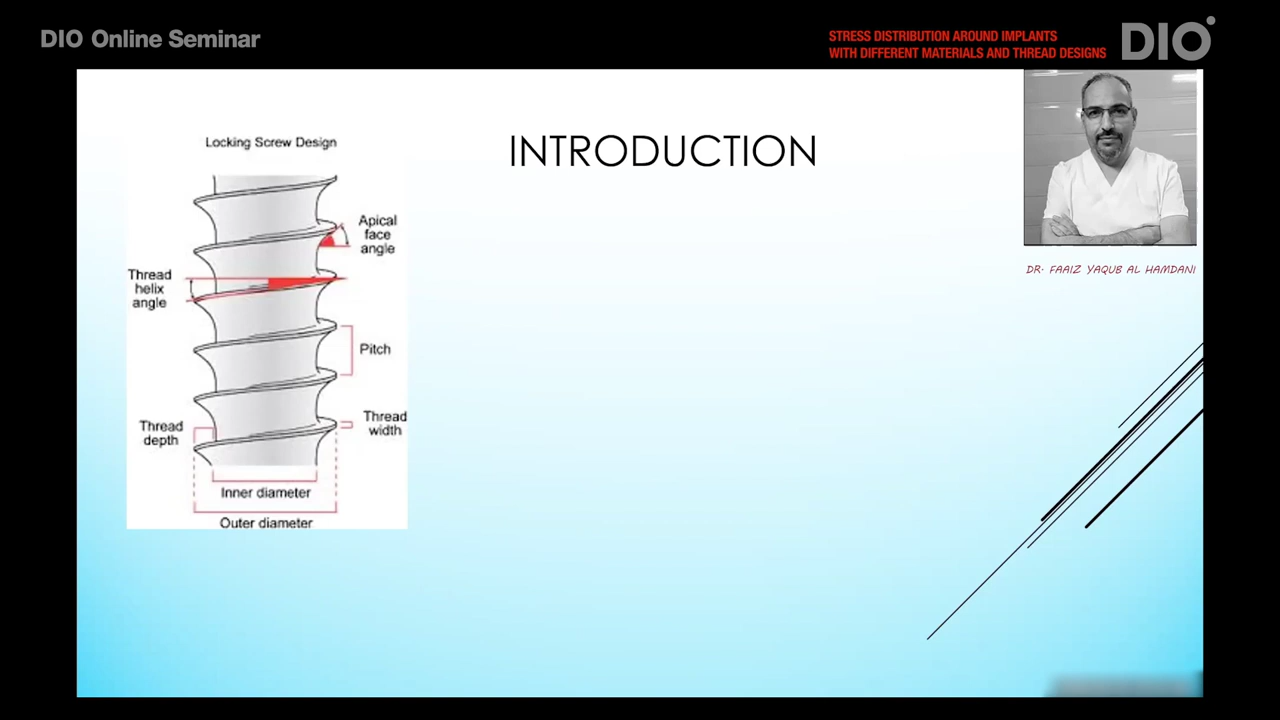 DIO Online Seminar
STRESS DISTRIBUTION AROUND IMPLANTS
WITH DIFFERENT MATERIALS AND THREAD DESIGNS
DIO
INTRODUCTION
DR. FAAIZ YAQUB AL HAMDANI
Locking Screw Design
Apical
face
angle
Thread
helix
angle
Pitch
Thread
depth
Thread
width
Inner diameter
Outer diameter